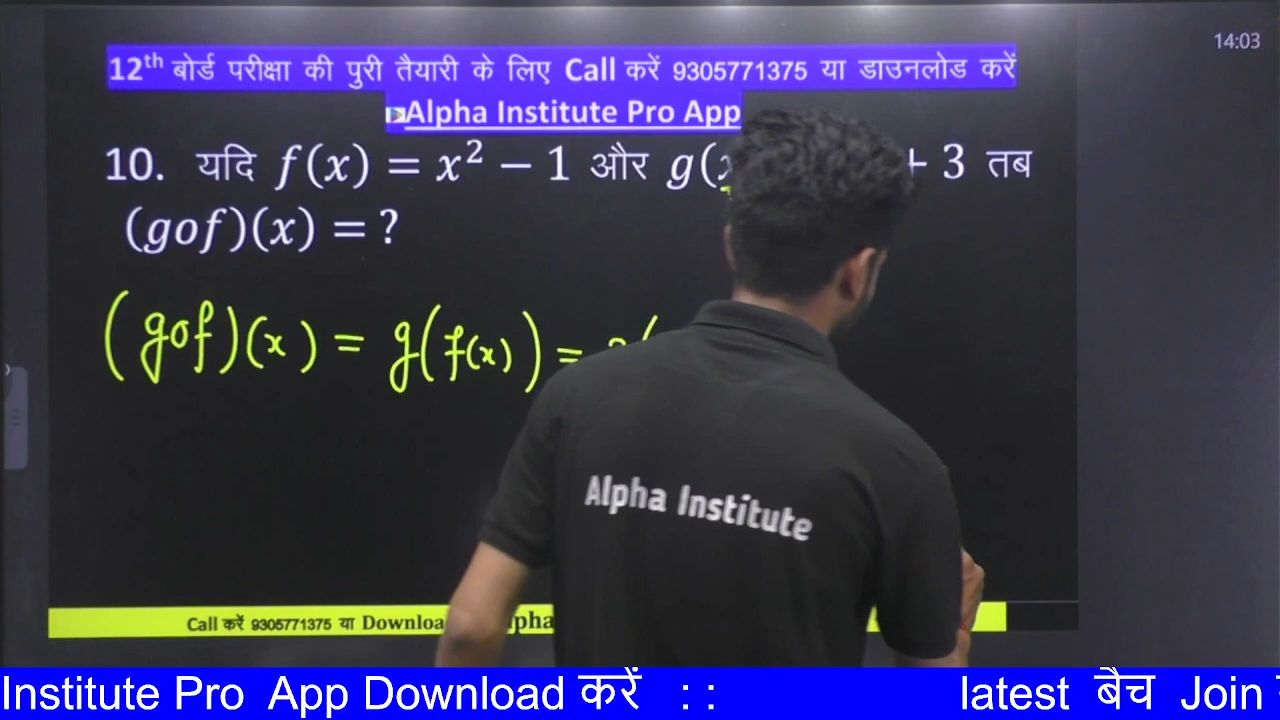 14:03
12th बोर्ड परीक्षा की पुरी तैयारी के लिए Call करें 9305771375 या डाउनलोड करें
Alpha Institute Pro App
10. यदि f(x) = x² − 1 और g(x + 3 तब
(gof)(x) = ?
(gof)(x) = g(f(x)) = g(
Alpha Institute
Call करें 9305771375 या Downloa pha
Institute Pro App Download करें : : latest बैच Join